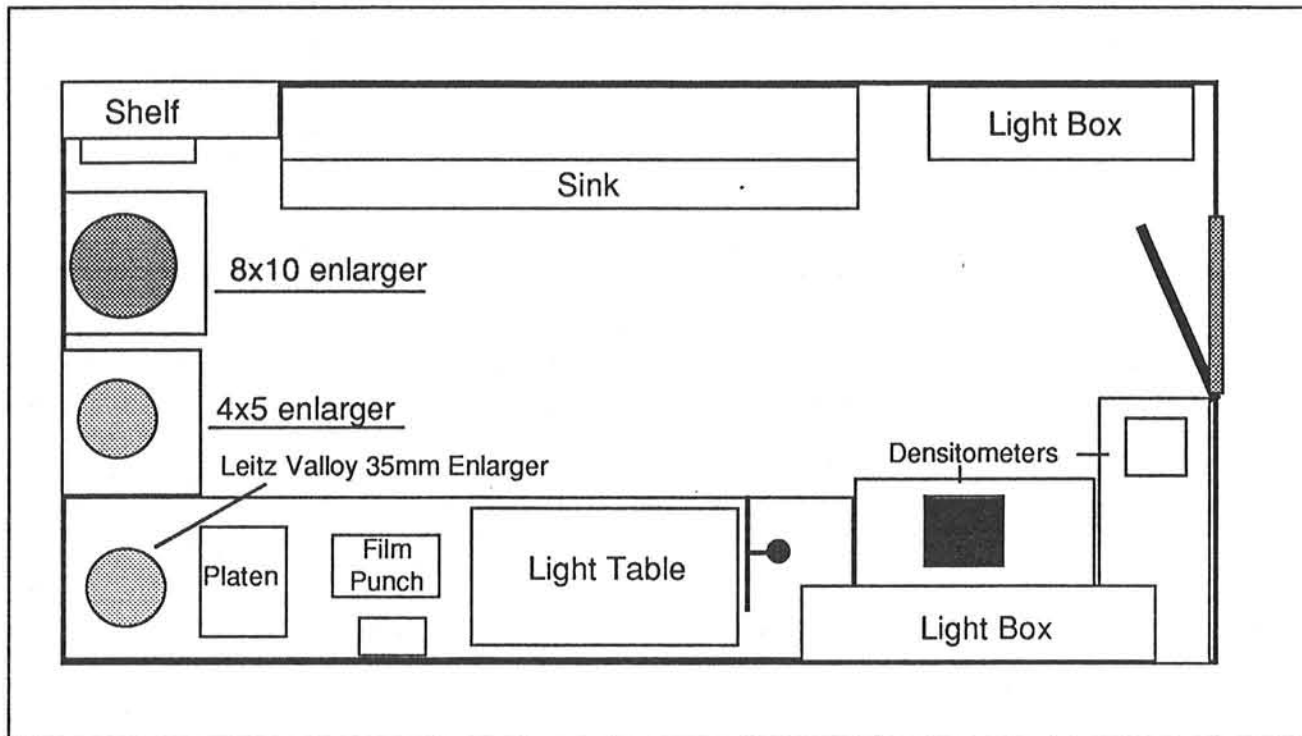 Shelf
Light Box
Sink
8x10 enlarger
4x5 enlarger
Leitz Valloy 35mm Enlarger
Densitometers
Film
Punch
Platen
Light Table
Light Box